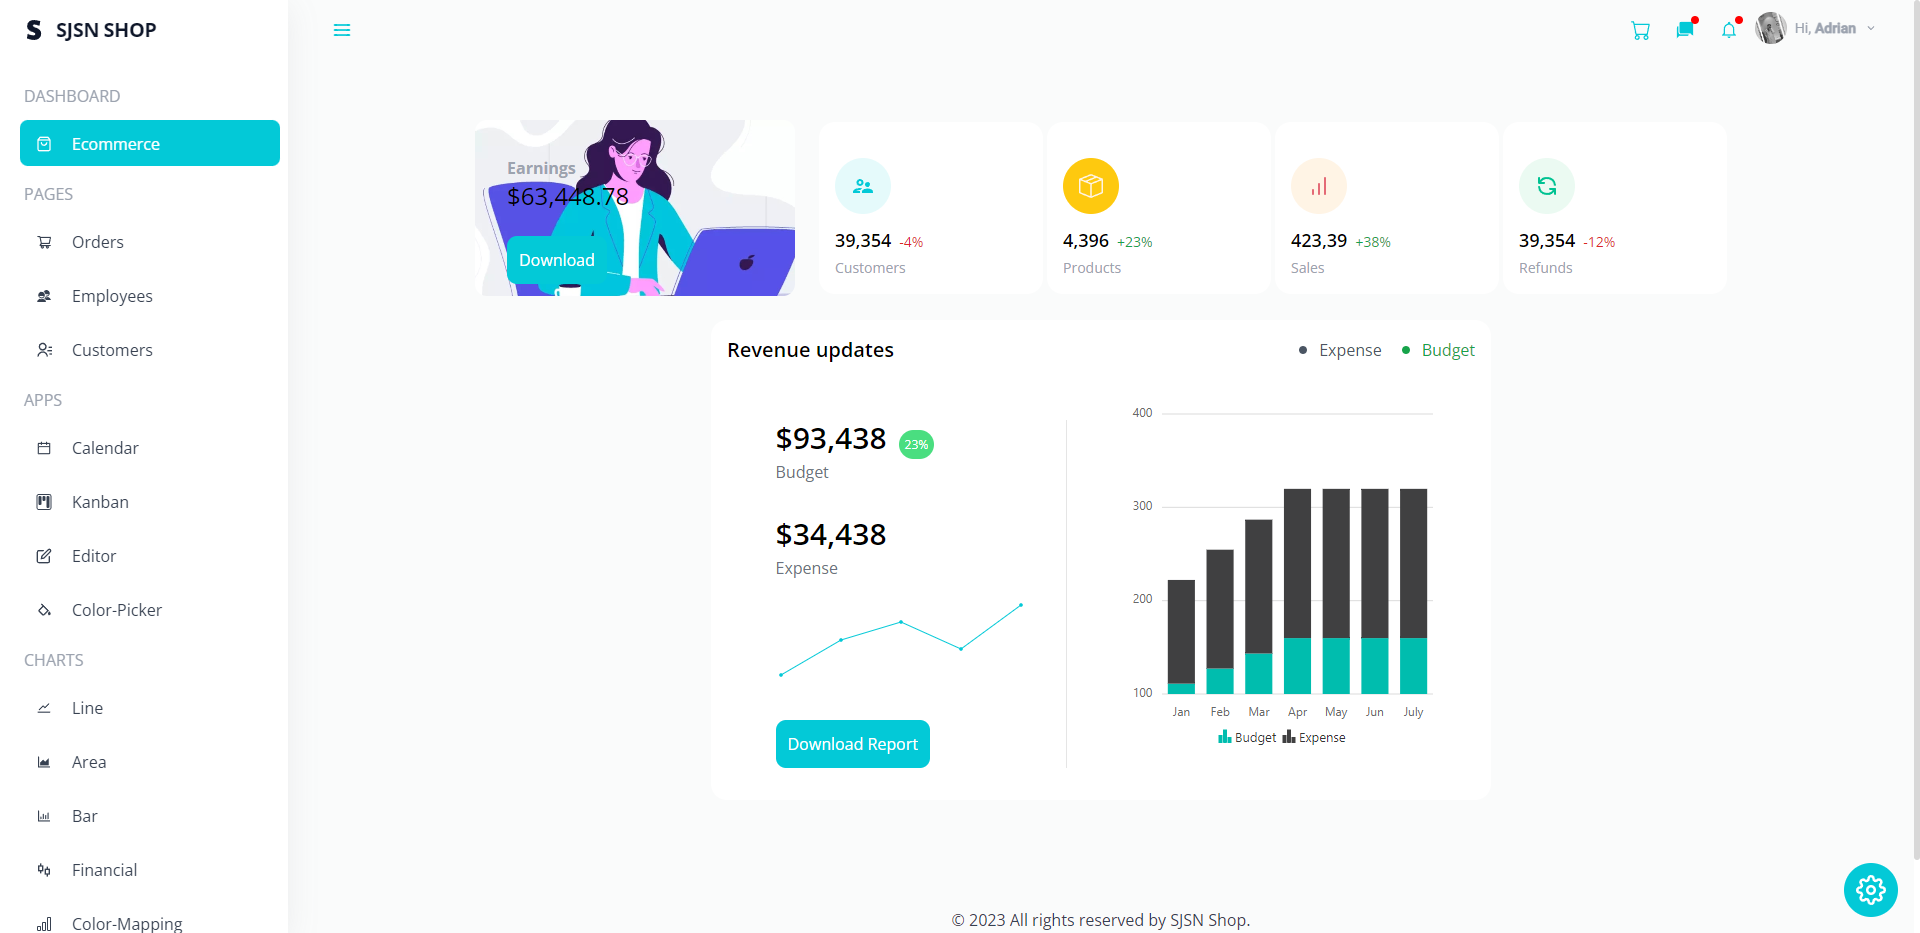 SJSN SHOP
Hi, Adrian
DASHBOARD
Ecommerce
PAGES
Orders
Employees
Customers
APPS
Calendar
Kanban
Editor
Color-Picker
CHARTS
Line
Area
Bar
Financial
Color-Mapping
Earnings
$63,448.78
Download
39,354 -4%
Customers
4,396 +23%
Products
423,39 +38%
Sales
39,354 -12%
Refunds
Revenue updates
Expense Budget
$93,438 23%
Budget
$34,438
Expense
Download Report
400
300
200
100
Jan Feb Mar Apr May Jun July
Budget Expense
© 2023 All rights reserved by SJSN Shop.